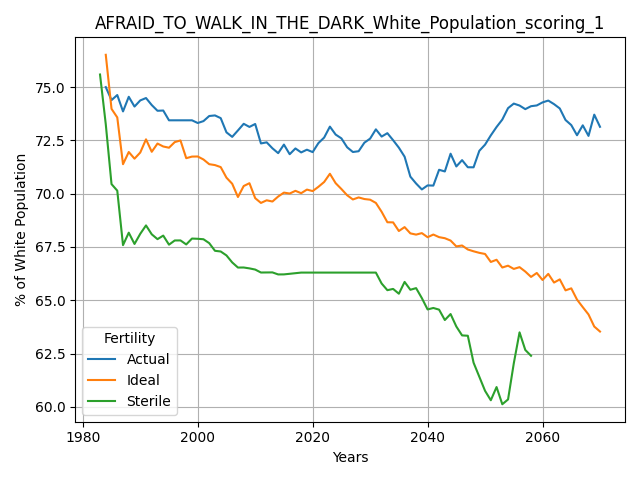 AFRAID_TO_WALK_IN_THE_DARK_White_Population_scoring_1
% of White Population
75.0
72.5
70.0
67.5
65.0
62.5
60.0
Fertility
Actual
Ideal
Sterile
1980 2000 2020 2040 2060
Years